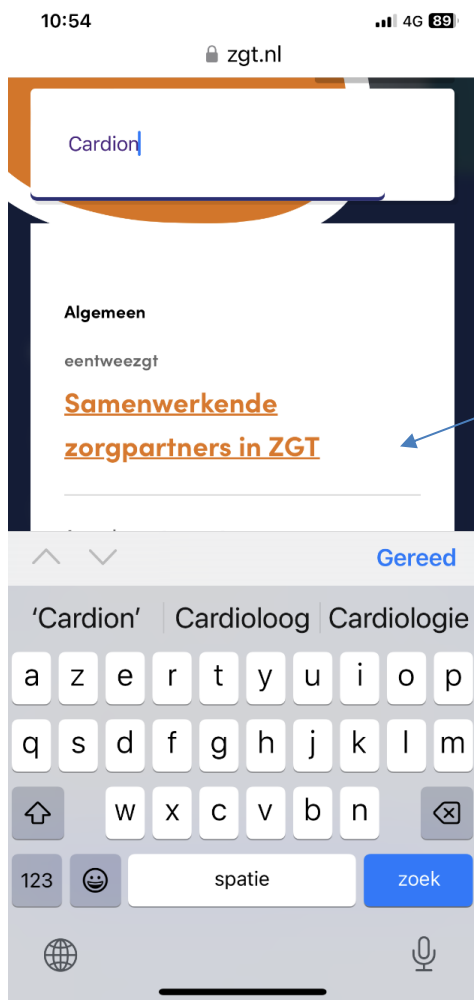 10:54
4G 89
zgt.nl
Cardion
Algemeen
eentweezgt
Samenwerkende
zorgpartners in ZGT
Gereed
‘Cardion’ Cardioloog Cardiologie
a z e r t y u i o p
q s d f g h j k l m
w x c v b n
123 spatie zoek